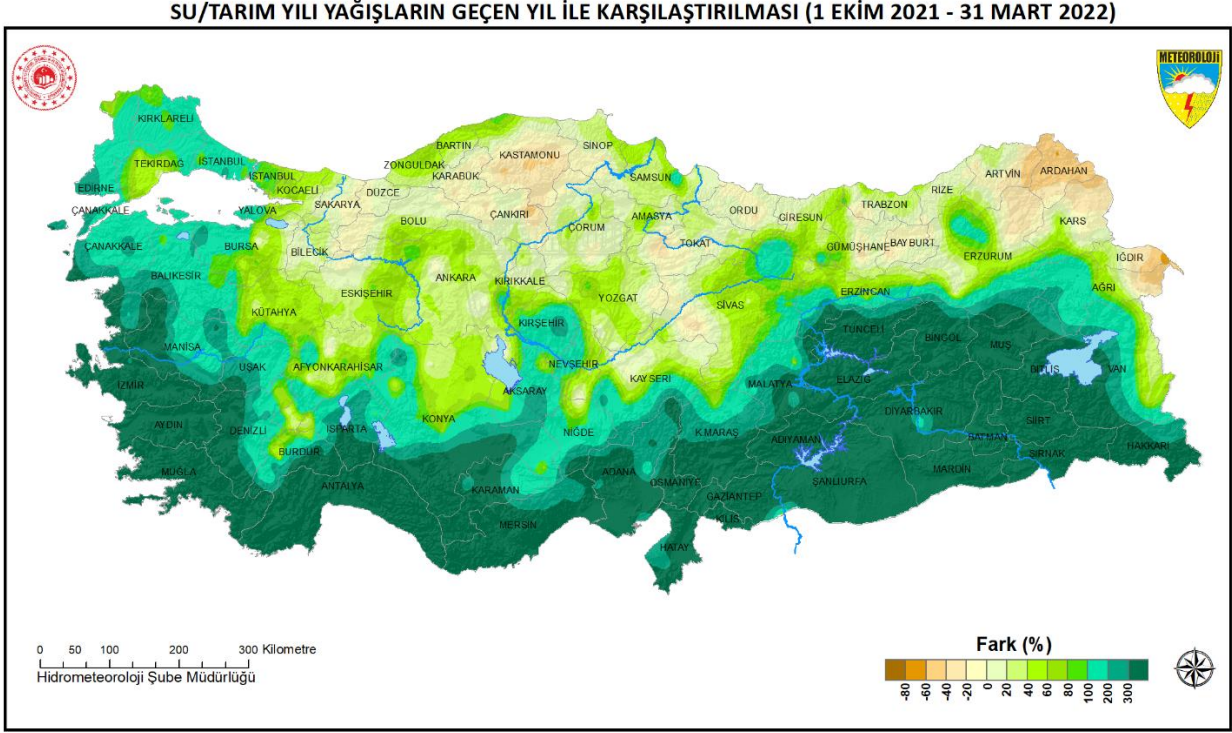 SU/TARIM YILI YAĞIŞLARIN GEÇEN YIL İLE KARŞILAŞTIRILMASI (1 EKİM 2021 - 31 MART 2022)
METEOROLOJİ
KIRKLARELİ
BARTIN
SİNOP
KASTAMONU
TEKİRDAĞ
İSTANBUL
ZONGULDAK
KARABÜK
SAMSUN
ARTVİN
ARDAHAN
EDİRNE
İSTANBUL
KOCAELİ
DÜZCE
RİZE
ÇANAKKALE
YALOVA
SAKARYA
BOLU
ÇANKIRI
ÇORUM
AMASYA
ORDU
GİRESUN
TRABZON
KARS
ÇANAKKALE
BURSA
BİLECİK
TOKAT
GÜMÜŞHANE
BAYBURT
ERZURUM
IĞDIR
BALIKESİR
ESKİŞEHİR
ANKARA
KIRIKKALE
YOZGAT
SİVAS
ERZİNCAN
AĞRI
KÜTAHYA
KIRŞEHİR
TUNCELİ
BİNGÖL
MUŞ
MANİSA
UŞAK
AFYONKARAHİSAR
NEVŞEHİR
KAYSERİ
MALATYA
ELAZIĞ
BİTLİS
VAN
İZMİR
AKSARAY
DİYARBAKIR
SİİRT
AYDIN
DENİZLİ
ISPARTA
KONYA
NİĞDE
K.MARAŞ
ADIYAMAN
BATMAN
ŞIRNAK
HAKKARİ
BURDUR
MUĞLA
ANTALYA
KARAMAN
ADANA
OSMANİYE
GAZİANTEP
ŞANLIURFA
MARDİN
MERSİN
KİLİS
HATAY
0 50 100 200 300 Kilometre
Hidrometeoroloji Şube Müdürlüğü
Fark (%)
-80 -60 -40 -20 0 20 40 60 80 100 200 300